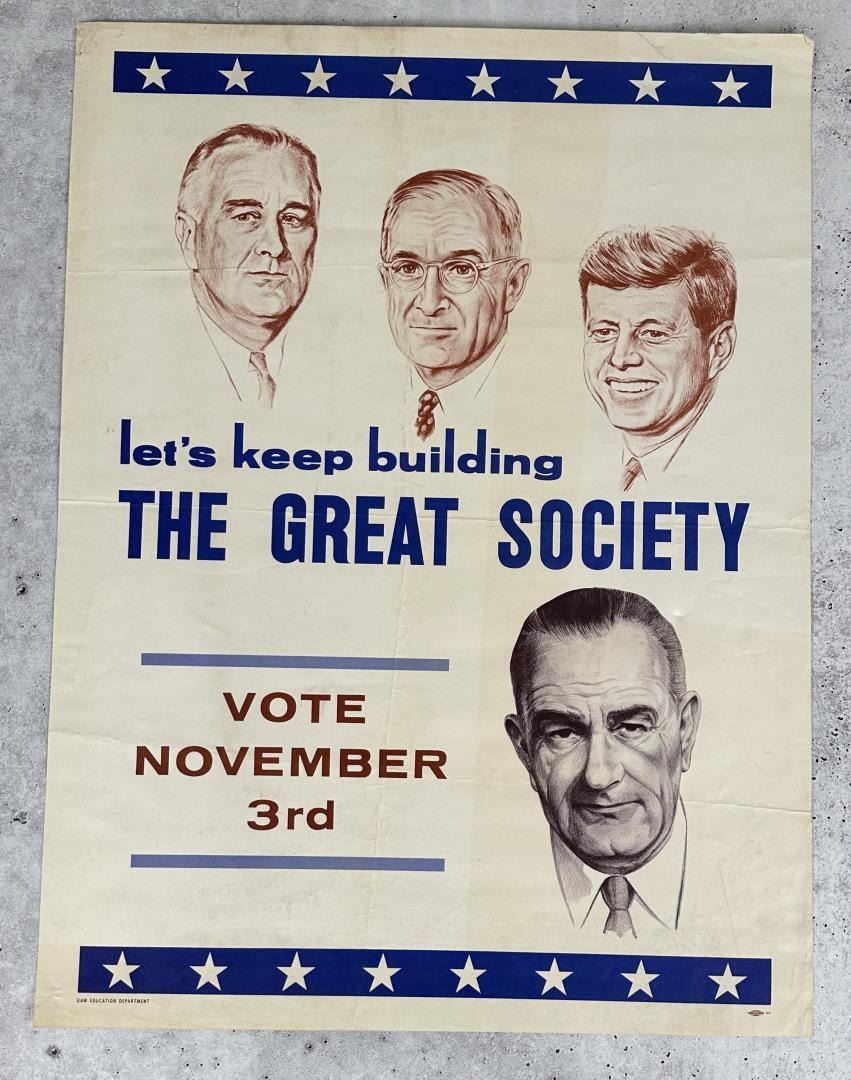 let's keep building
THE GREAT SOCIETY
VOTE
NOVEMBER
3rd
UAW EDUCATION DEPARTMENT